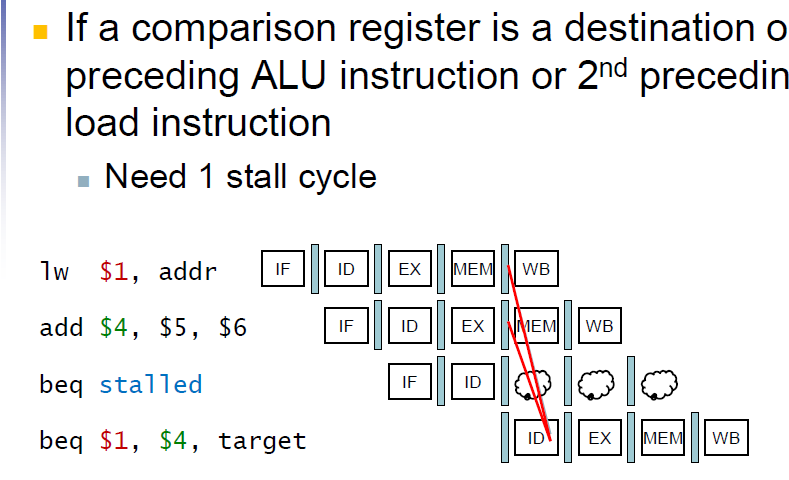 If a comparison register is a destination o
preceding ALU instruction or 2nd precedin
load instruction
Need 1 stall cycle
lw $1, addr IF ID EX MEM WB
add $4, $5, $6 IF ID EX MEM WB
beq stalled IF ID
beq $1, $4, target ID EX MEM WB